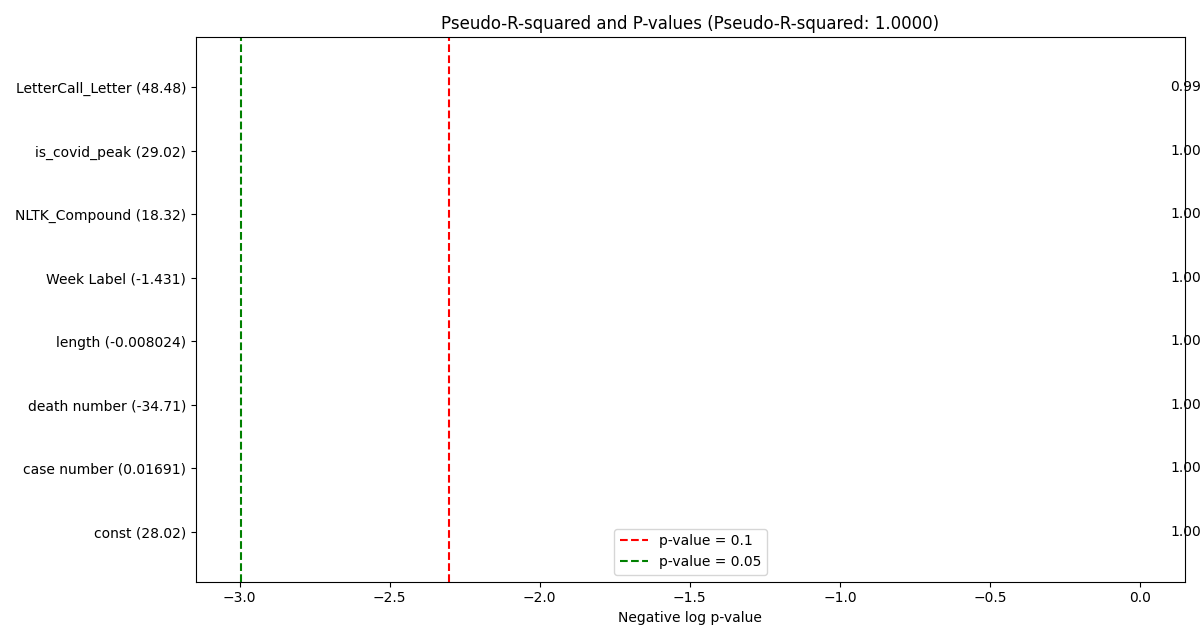 Pseudo-R-squared and P-values (Pseudo-R-squared: 1.0000)
LetterCall_Letter (48.48) 0.99
is_covid_peak (29.02) 1.00
NLTK_Compound (18.32) 1.00
Week Label (-1.431) 1.00
length (-0.008024) 1.00
death number (-34.71) 1.00
case number (0.01691) 1.00
const (28.02) 1.00
p-value = 0.1
p-value = 0.05
−3.0 −2.5 −2.0 −1.5 −1.0 −0.5 0.0
Negative log p-value